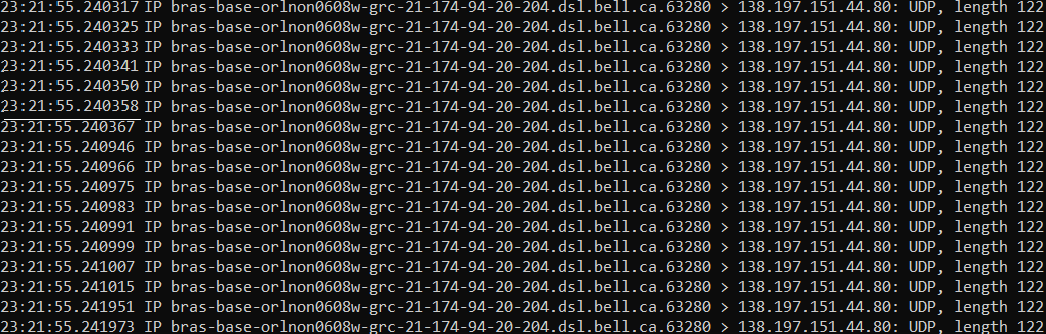 23:21:55.240317 IP bras-base-orlnon0608w-grc-21-174-94-20-204.dsl.bell.ca.63280 > 138.197.151.44.80: UDP, length 122
23:21:55.240325 IP bras-base-orlnon0608w-grc-21-174-94-20-204.dsl.bell.ca.63280 > 138.197.151.44.80: UDP, length 122
23:21:55.240333 IP bras-base-orlnon0608w-grc-21-174-94-20-204.dsl.bell.ca.63280 > 138.197.151.44.80: UDP, length 122
23:21:55.240341 IP bras-base-orlnon0608w-grc-21-174-94-20-204.dsl.bell.ca.63280 > 138.197.151.44.80: UDP, length 122
23:21:55.240350 IP bras-base-orlnon0608w-grc-21-174-94-20-204.dsl.bell.ca.63280 > 138.197.151.44.80: UDP, length 122
23:21:55.240358 IP bras-base-orlnon0608w-grc-21-174-94-20-204.dsl.bell.ca.63280 > 138.197.151.44.80: UDP, length 122
23:21:55.240367 IP bras-base-orlnon0608w-grc-21-174-94-20-204.dsl.bell.ca.63280 > 138.197.151.44.80: UDP, length 122
23:21:55.240946 IP bras-base-orlnon0608w-grc-21-174-94-20-204.dsl.bell.ca.63280 > 138.197.151.44.80: UDP, length 122
23:21:55.240966 IP bras-base-orlnon0608w-grc-21-174-94-20-204.dsl.bell.ca.63280 > 138.197.151.44.80: UDP, length 122
23:21:55.240975 IP bras-base-orlnon0608w-grc-21-174-94-20-204.dsl.bell.ca.63280 > 138.197.151.44.80: UDP, length 122
23:21:55.240983 IP bras-base-orlnon0608w-grc-21-174-94-20-204.dsl.bell.ca.63280 > 138.197.151.44.80: UDP, length 122
23:21:55.240991 IP bras-base-orlnon0608w-grc-21-174-94-20-204.dsl.bell.ca.63280 > 138.197.151.44.80: UDP, length 122
23:21:55.240999 IP bras-base-orlnon0608w-grc-21-174-94-20-204.dsl.bell.ca.63280 > 138.197.151.44.80: UDP, length 122
23:21:55.241007 IP bras-base-orlnon0608w-grc-21-174-94-20-204.dsl.bell.ca.63280 > 138.197.151.44.80: UDP, length 122
23:21:55.241015 IP bras-base-orlnon0608w-grc-21-174-94-20-204.dsl.bell.ca.63280 > 138.197.151.44.80: UDP, length 122
23:21:55.241951 IP bras-base-orlnon0608w-grc-21-174-94-20-204.dsl.bell.ca.63280 > 138.197.151.44.80: UDP, length 122
23:21:55.241973 IP bras-base-orlnon0608w-grc-21-174-94-20-204.dsl.bell.ca.63280 > 138.197.151.44.80: UDP, length 122